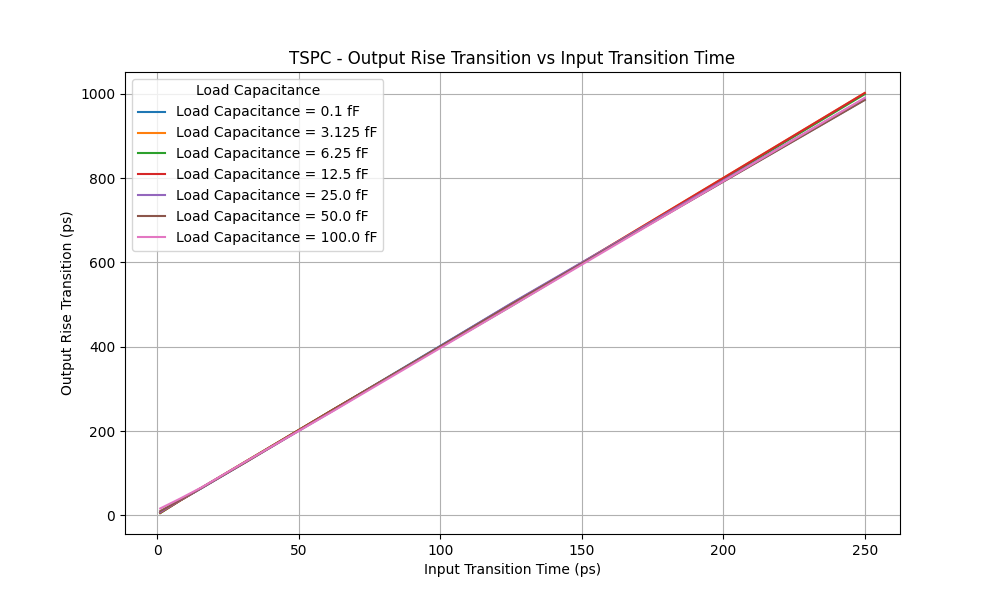 TSPC - Output Rise Transition vs Input Transition Time
Load Capacitance
Load Capacitance = 0.1 fF
Load Capacitance = 3.125 fF
Load Capacitance = 6.25 fF
Load Capacitance = 12.5 fF
Load Capacitance = 25.0 fF
Load Capacitance = 50.0 fF
Load Capacitance = 100.0 fF
Output Rise Transition (ps)
1000
800
600
400
200
0
0 50 100 150 200 250
Input Transition Time (ps)